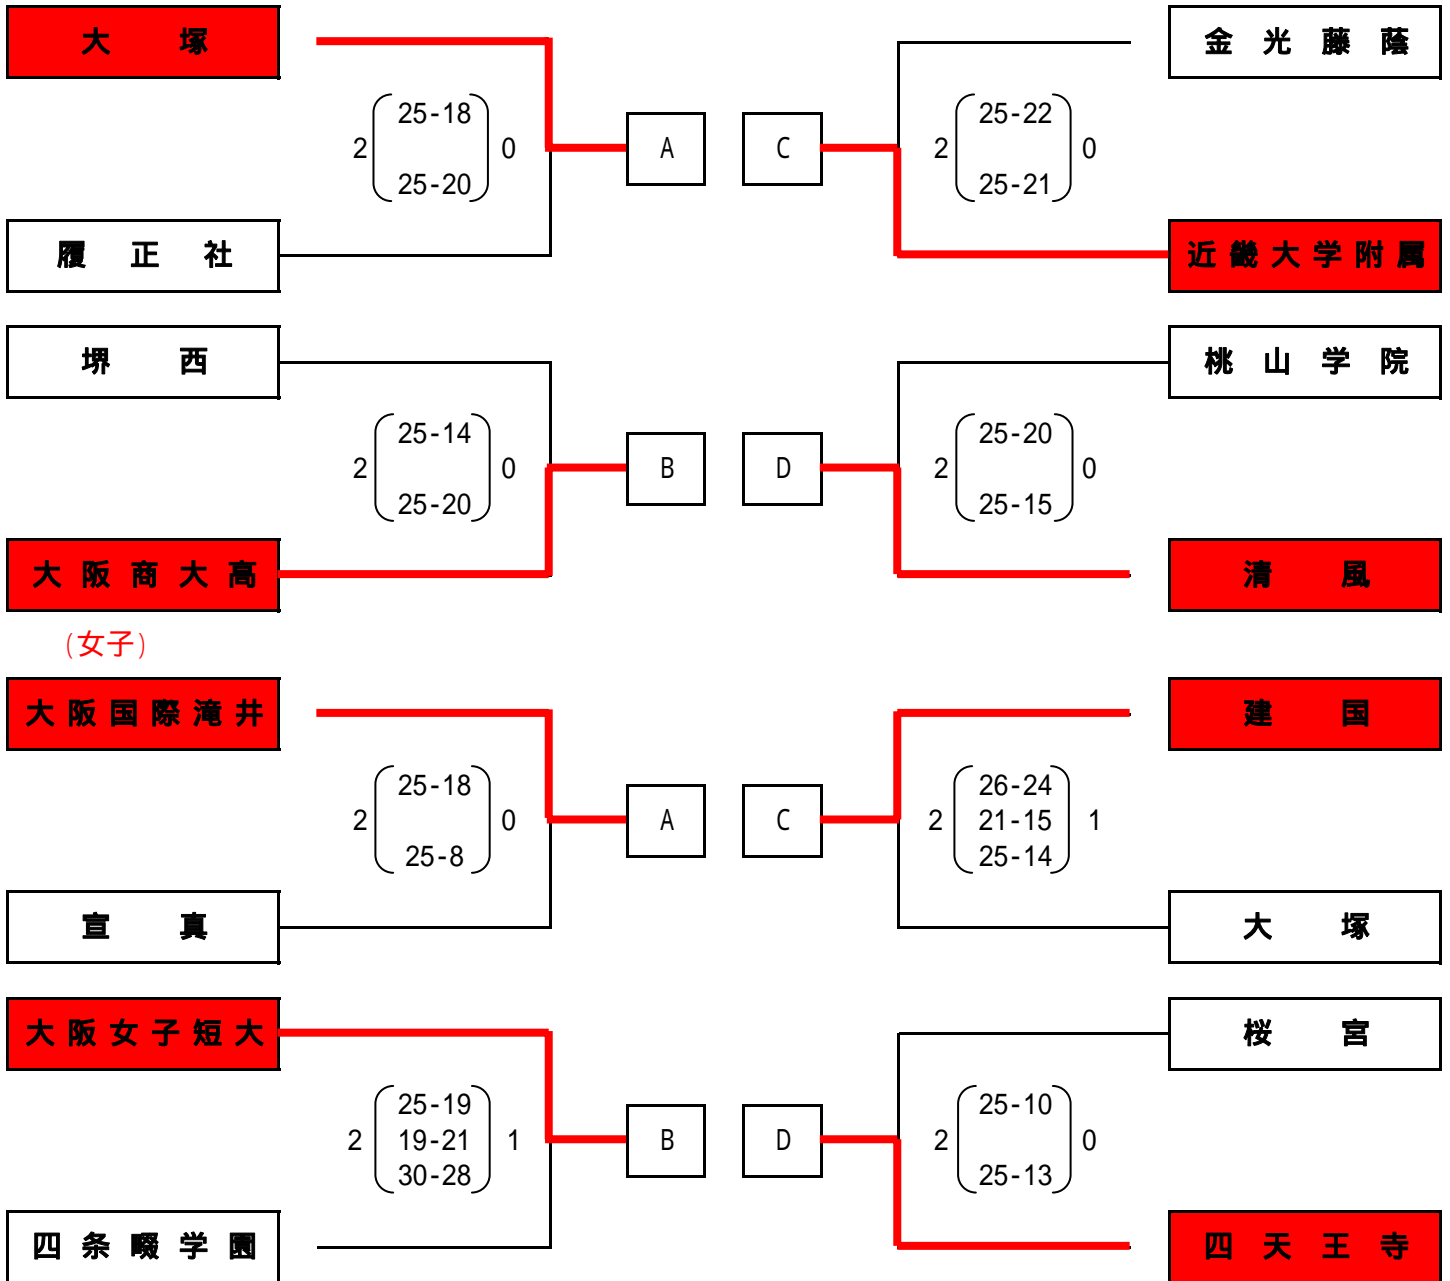 大塚 金光藤蔭
25-18 25-22
2 0 A C 2 0
25-20 25-21
履正社 近畿大学附属
堺西 桃山学院
25-14 25-20
2 0 B D 2 0
25-20 25-15
大阪商大高 清風
(女子)
大阪国際滝井 建国
25-18 26-24
2 0 A C 2 21-15 1
25-8 25-14
宣真 大塚
大阪女子短大 桜宮
25-19 25-10
2 19-21 1 B D 2 0
30-28 25-13
四条畷学園 四天王寺